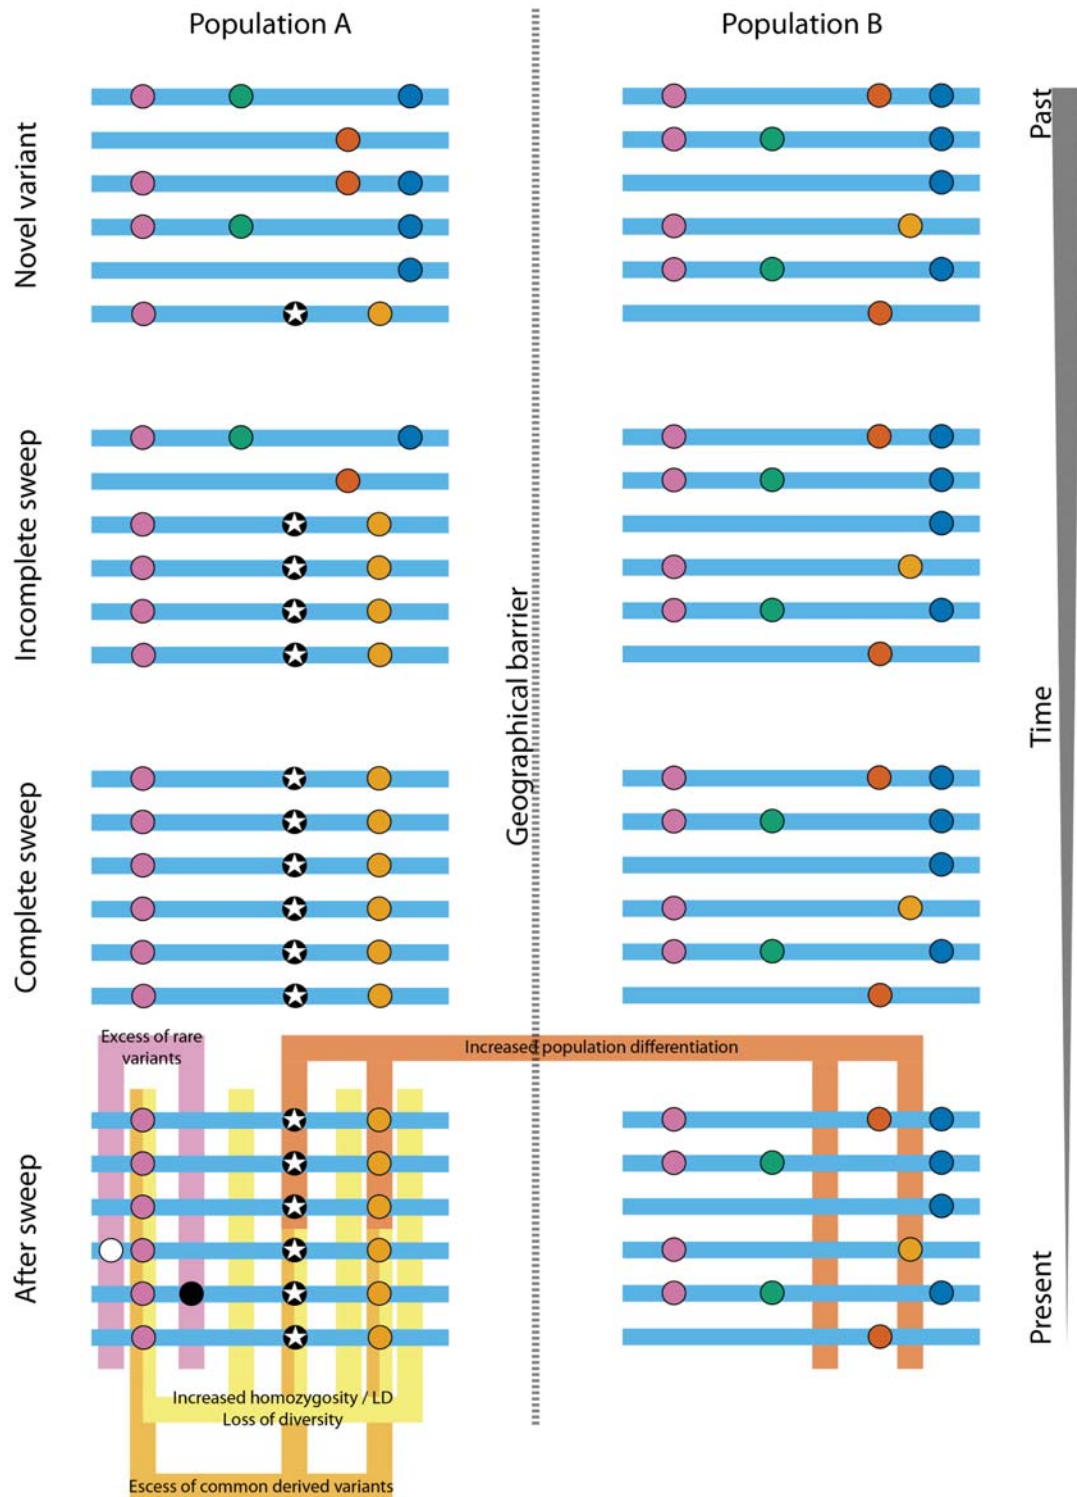 Population A
Population B
Novel variant
Past
Incomplete sweep
Geographical barrier
Time
Complete sweep
Excess of rare
variants
Increased population differentiation
After sweep
Present
Increased homozygosity / LD
Loss of diversity
Escess of common derived variants